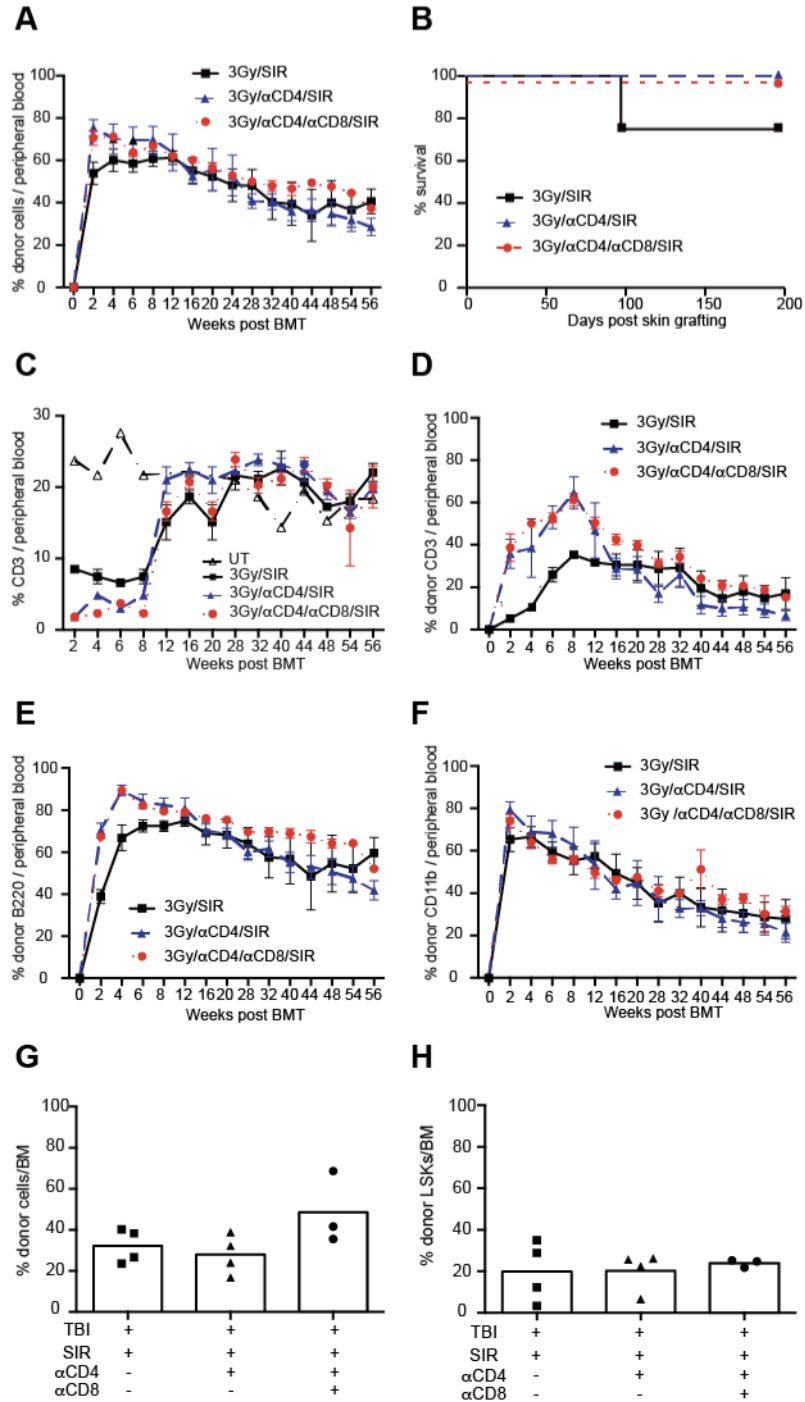 A
% donor cells / peripheral blood
100
80
60
40
20
0
3Gy/SIR
3Gy/αCD4/SIR
3Gy/αCD4/αCD8/SIR
0 2 4 6 8 12 16 20 24 28 32 40 44 48 54 56
Weeks post BMT
B
% survival
100
80
60
40
20
0
3Gy/SIR
3Gy/αCD4/SIR
3Gy/αCD4/αCD8/SIR
0 50 100 150 200
Days post skin grafting
C
% CD3 / peripheral blood
30
20
10
0
UT
3Gy/SIR
3Gy/αCD4/SIR
3Gy/αCD4/αCD8/SIR
2 4 6 8 12 16 20 28 32 40 44 48 54 56
Weeks post BMT
D
% donor CD3 / peripheral blood
100
80
60
40
20
0
3Gy/SIR
3Gy/αCD4/SIR
3Gy/αCD4/αCD8/SIR
0 2 4 6 8 12 16 20 28 32 40 44 48 54 56
Weeks post BMT
E
% donor B220 / peripheral blood
100
80
60
40
20
0
3Gy/SIR
3Gy/αCD4/SIR
3Gy/αCD4/αCD8/SIR
0 2 4 6 8 12 16 20 28 32 40 44 48 54 56
Weeks post BMT
F
% donor CD11b / peripheral blood
100
80
60
40
20
0
3Gy/SIR
3Gy/αCD4/SIR
3Gy /αCD4/αCD8/SIR
0 2 4 6 8 12 16 20 28 32 40 44 48 54 56
Weeks post BMT
G
% donor cells/BM
100
80
60
40
20
0
TBI + + +
SIR + + +
αCD4 - + +
αCD8 - - +
H
% donor LSKs/BM
100
80
60
40
20
0
TBI + + +
SIR + + +
αCD4 - + +
αCD8 - - +